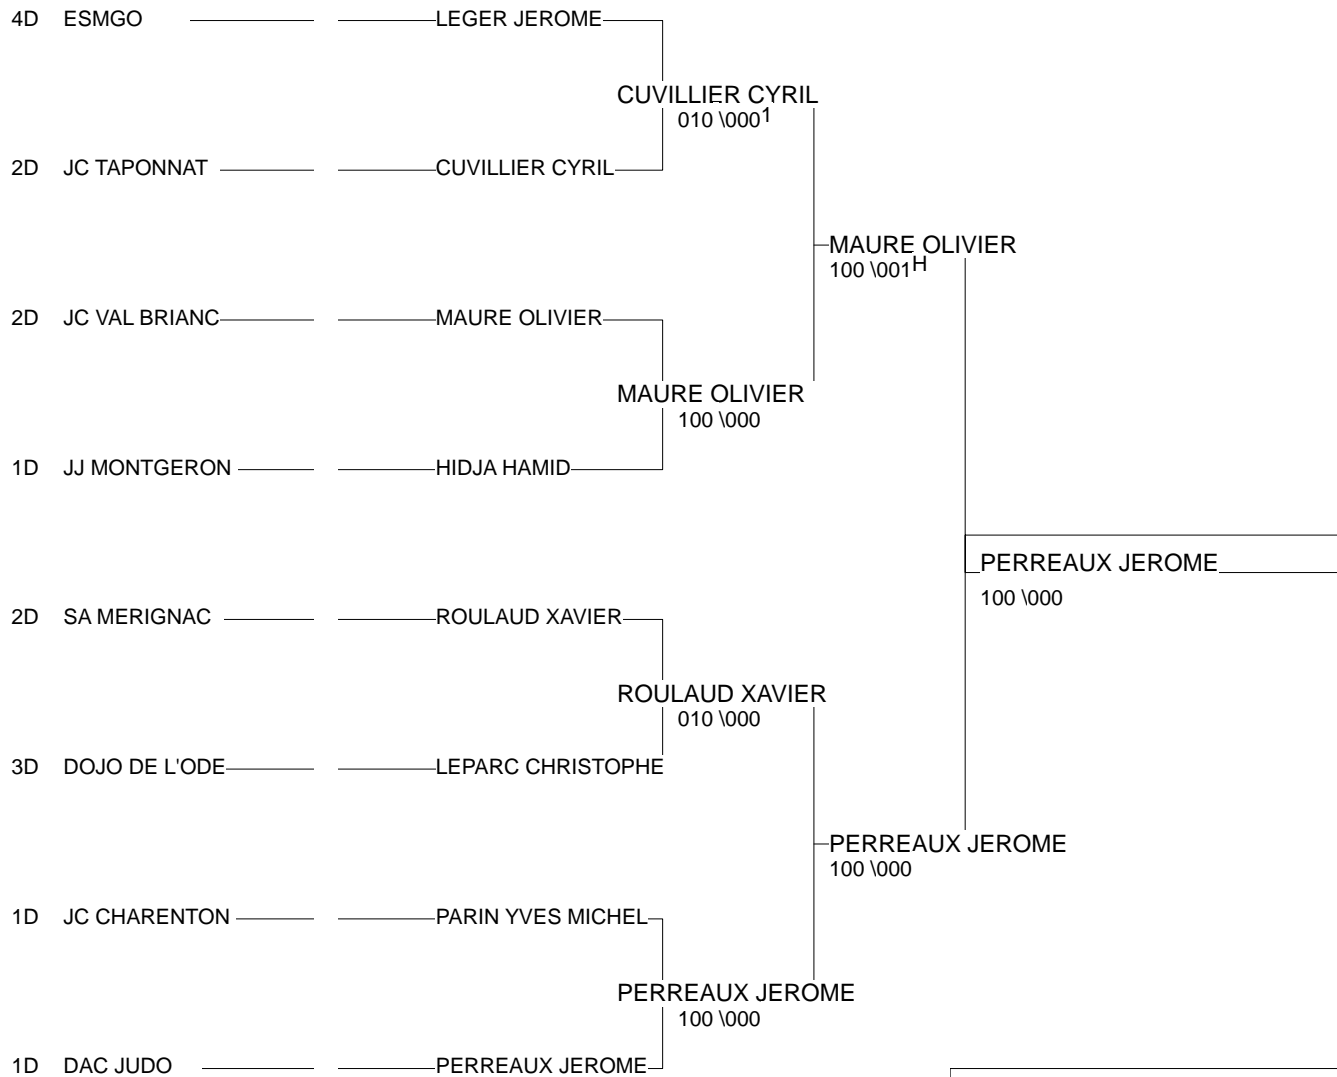 4D ESMGO LEGER JEROME
CUVILLIER CYRIL
010 \000 1
2D JC TAPONNAT CUVILLIER CYRIL
MAURE OLIVIER
100 \001 H
2D JC VAL BRIANC MAURE OLIVIER
MAURE OLIVIER
100 \000
1D JJ MONTGERON HIDJA HAMID
PERREAUX JEROME
100 \000
2D SA MERIGNAC ROULAUD XAVIER
ROULAUD XAVIER
010 \000
3D DOJO DE L'ODE LEPARC CHRISTOPHE
PERREAUX JEROME
100 \000
1D JC CHARENTON PARIN YVES MICHEL
PERREAUX JEROME
100 \000
1D DAC JUDO PERREAUX JEROME